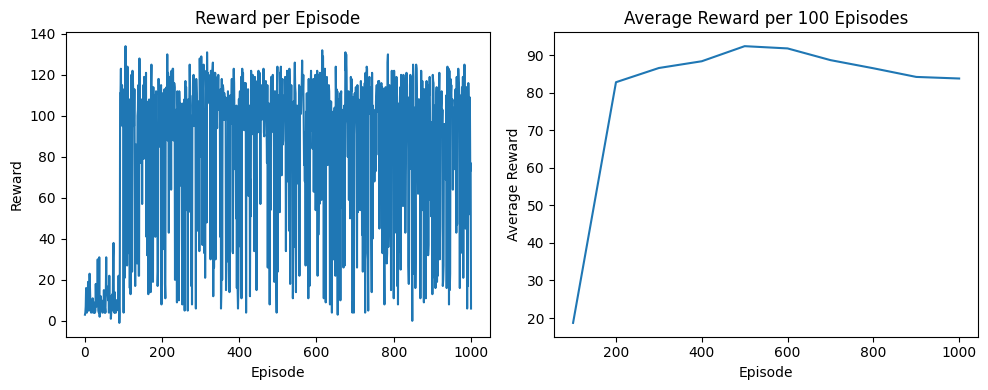 Reward per Episode
140
120
100
80
60
40
20
0
Reward
0 200 400 600 800 1000
Episode
Average Reward per 100 Episodes
90
80
70
60
50
40
30
20
Average Reward
200 400 600 800 1000
Episode